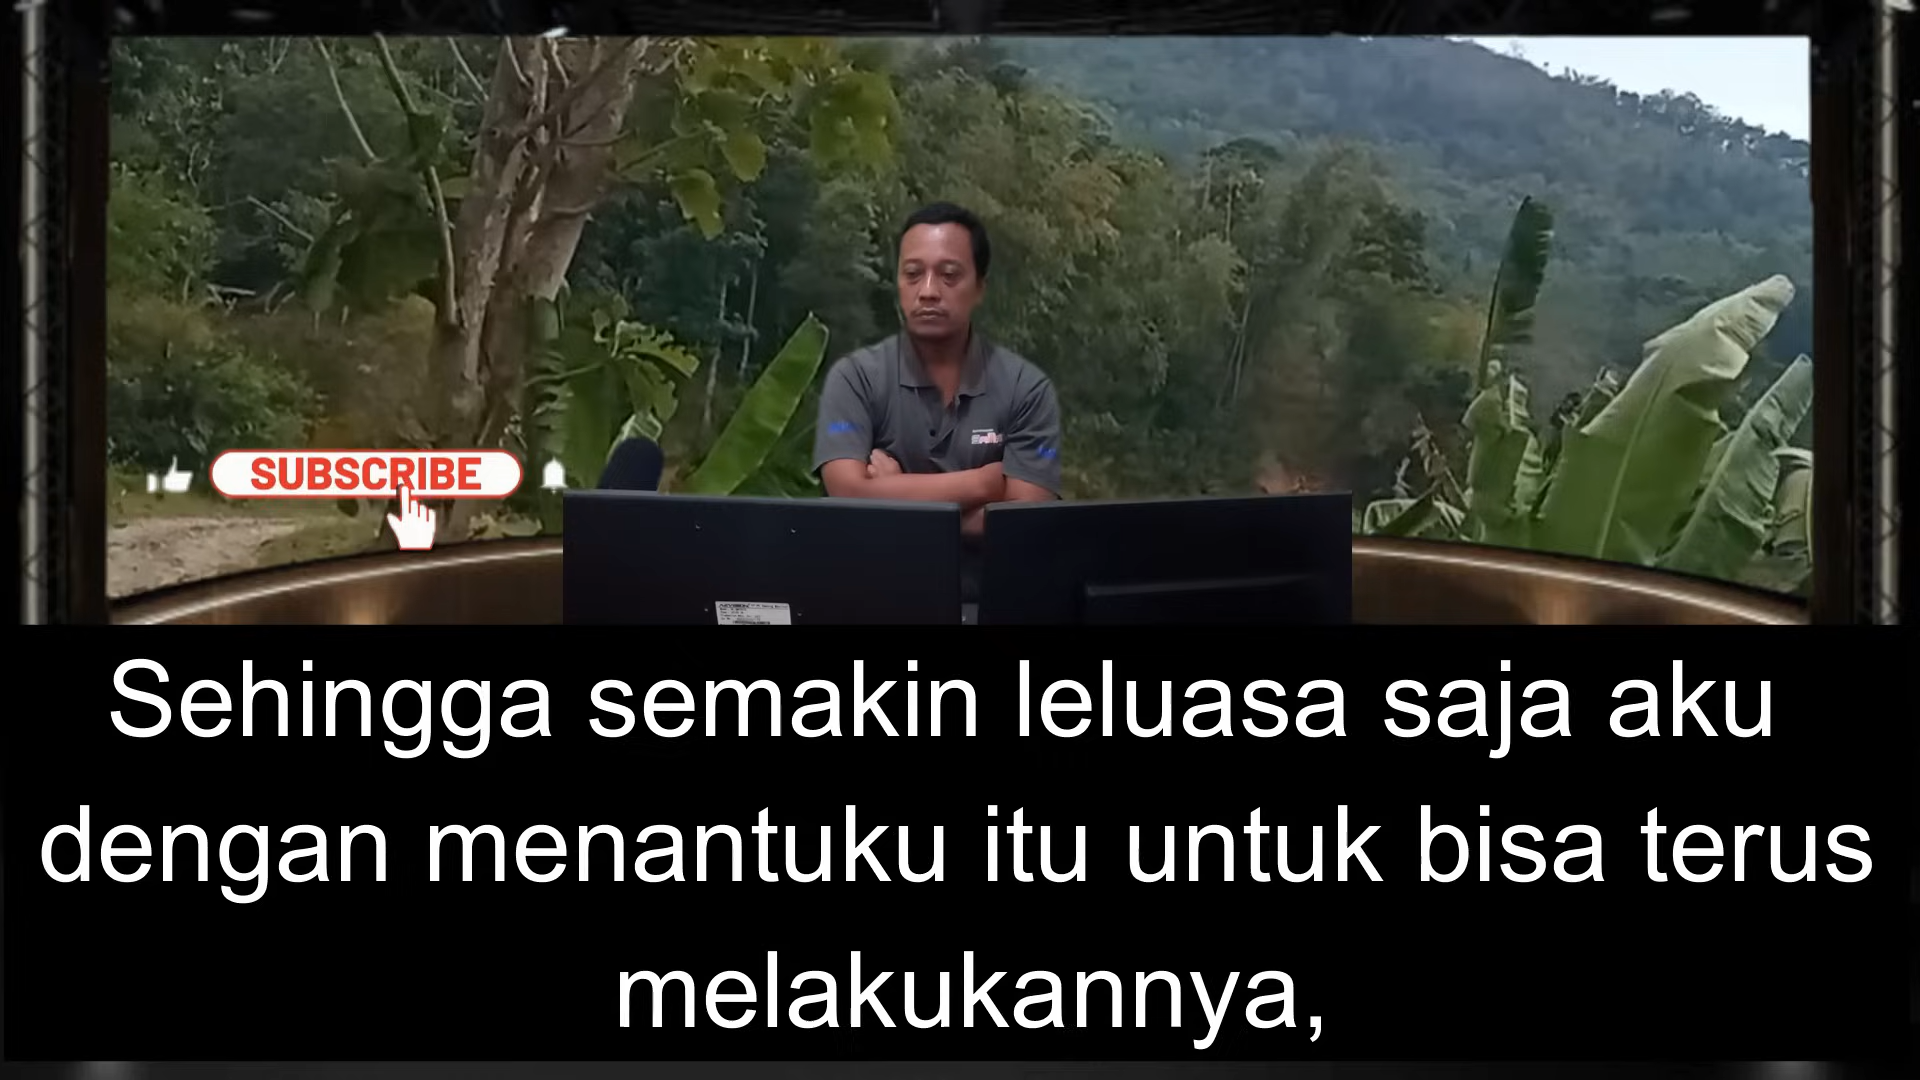 SUBSCRIBE
Sehingga semakin leluasa saja aku
dengan menantuku itu untuk bisa terus
melakukannya,